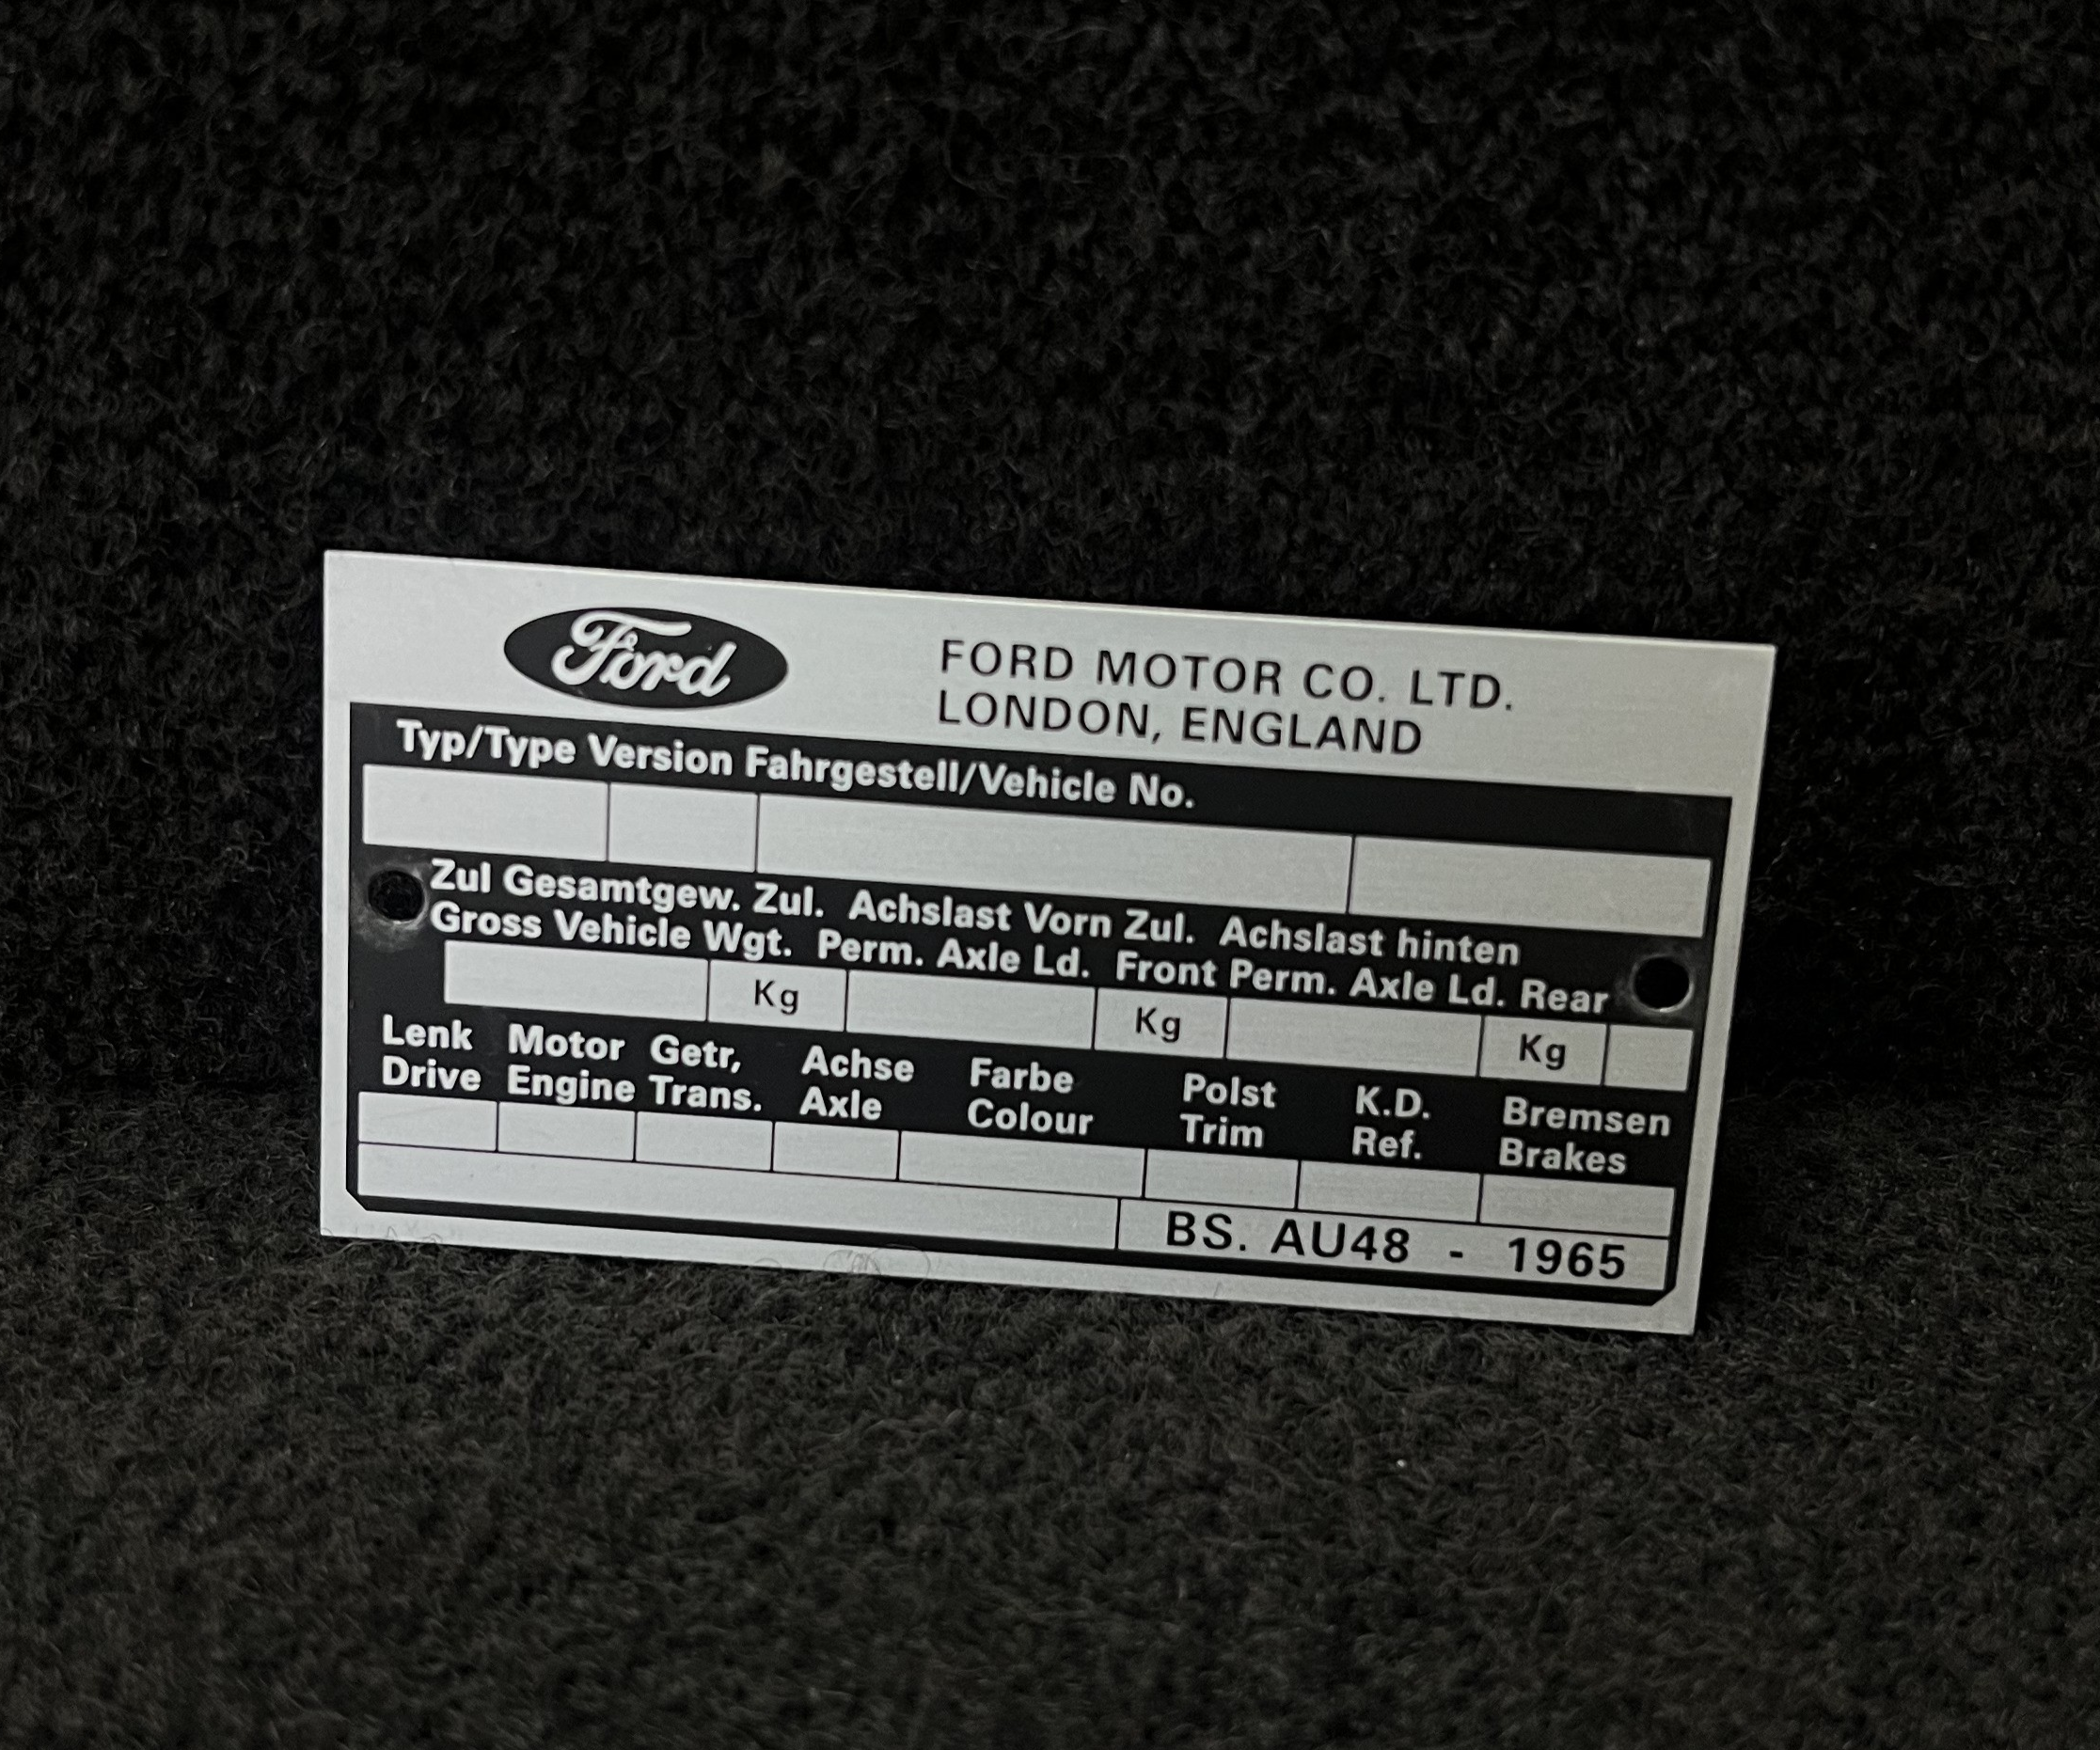 Ford
FORD MOTOR CO. LTD.
LONDON, ENGLAND
Typ/Type Version Fahrgestell/Vehicle No.
Zul Gesamtgew. Zul. Achslast Vorn Zul. Achslast hinten
Gross Vehicle Wgt. Perm. Axle Ld. Front Perm. Axle Ld. Rear
Kg Kg Kg
Lenk Motor Getr, Achse Farbe Polst K.D. Bremsen
Drive Engine Trans. Axle Colour Trim Ref. Brakes
BS. AU48 - 1965